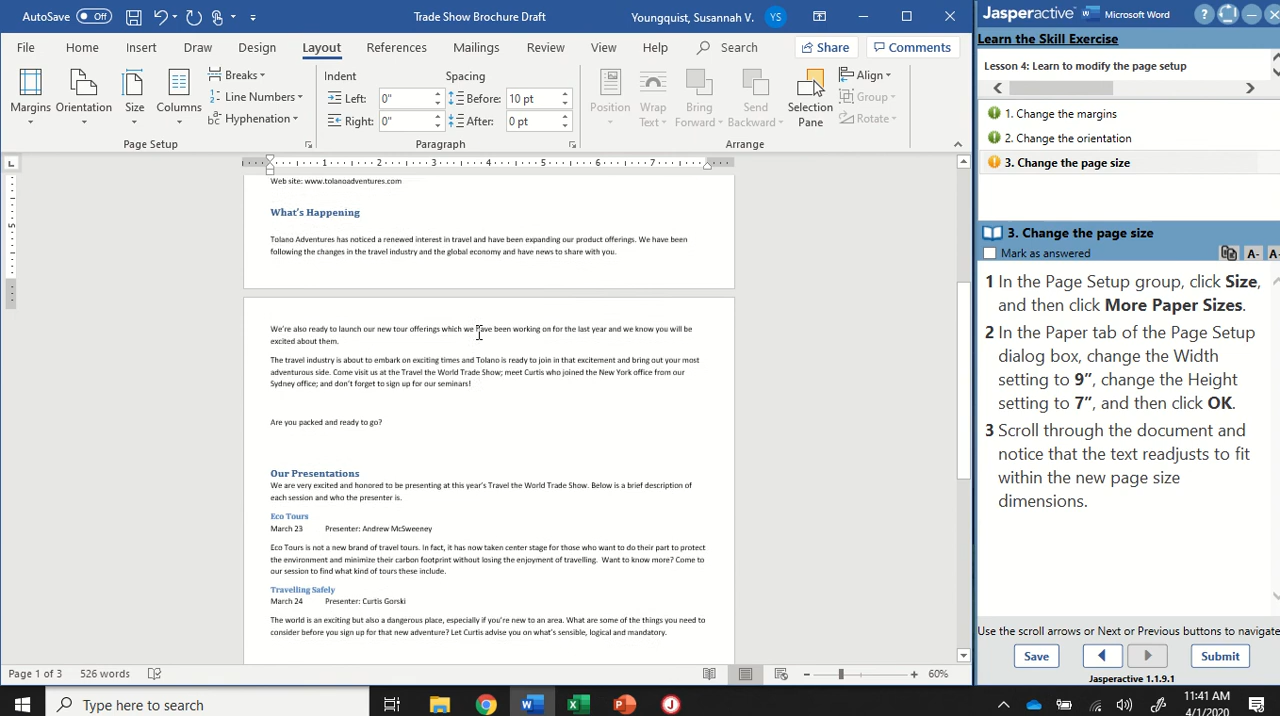 AutoSave Off Brochure Draft Youngquist, Susannah V. YS
File Home Insert Draw Design Layout References Mailings Review View Help Search Share Comments
Margins Orientation Size Columns
Breaks
Line Numbers
Hyphenation
Page Setup
Indent
Left: 0"
Right: 0"
Spacing
Before: 10 pt
After: 0 pt
Paragraph
Position
Wrap Text
Bring Forward
Send Backward
Selection Pane
Align
Group
Rotate
Arrange
1 2 3 4 5 6 7
5
Web site: www.tolanoadventures.com
What's Happening
Tolano Adventures has noticed a renewed interest in travel and have been expanding our product offerings. We have been
following the changes in the travel industry and the global economy and have news to share with you.
We're also ready to launch our new tour offerings which we have been working on for the last year and we know you will be
excited about them.
The travel industry is about to embark on exciting times and Tolano is ready to join in that excitement and bring out your most
adventurous side. Come visit us at the Travel the World Trade Show; meet Curtis who joined the New York office from our
Sydney office; and don't forget to sign up for our seminars!
Are you packed and ready to go?
Our Presentations
We are very excited and honored to be presenting at this year's Travel the World Trade Show. Below is a brief description of
each session and who the presenter is.
Eco Tours
March 23 Presenter: Andrew McSweeney
Eco Tours is not a new brand of travel tours. In fact, it has now taken center stage for those who want to do their part to protect
the environment and minimize their carbon footprint without losing the enjoyment of travelling. Want to know more? Come to
our session to find what kind of tours these include.
Travelling Safely
March 24 Presenter: Curtis Gorski
The world is an exciting but also a dangerous place, especially if you're new to an area. What are some of the things you need to
consider before you sign up for that new adventure? Let Curtis advise you on what's sensible, logical and mandatory.
Page 1 of 3 526 words 60%
Jasperactive
Microsoft Word
Learn the Skill Exercise
Lesson 4: Learn to modify the page setup
1. Change the margins
2. Change the orientation
3. Change the page size
3. Change the page size
Mark as answered A- A-
1 In the Page Setup group, click Size,
and then click More Paper Sizes.
2 In the Paper tab of the Page Setup
dialog box, change the Width
setting to 9”, change the Height
setting to 7”, and then click OK.
3 Scroll through the document and
notice that the text readjusts to fit
within the new page size
dimensions.
Use the scroll arrows or Next or Previous buttons to navigate
Save Submit
Jasperactive 1.1.9.1
Type here to search
11:41 AM
4/1/2020